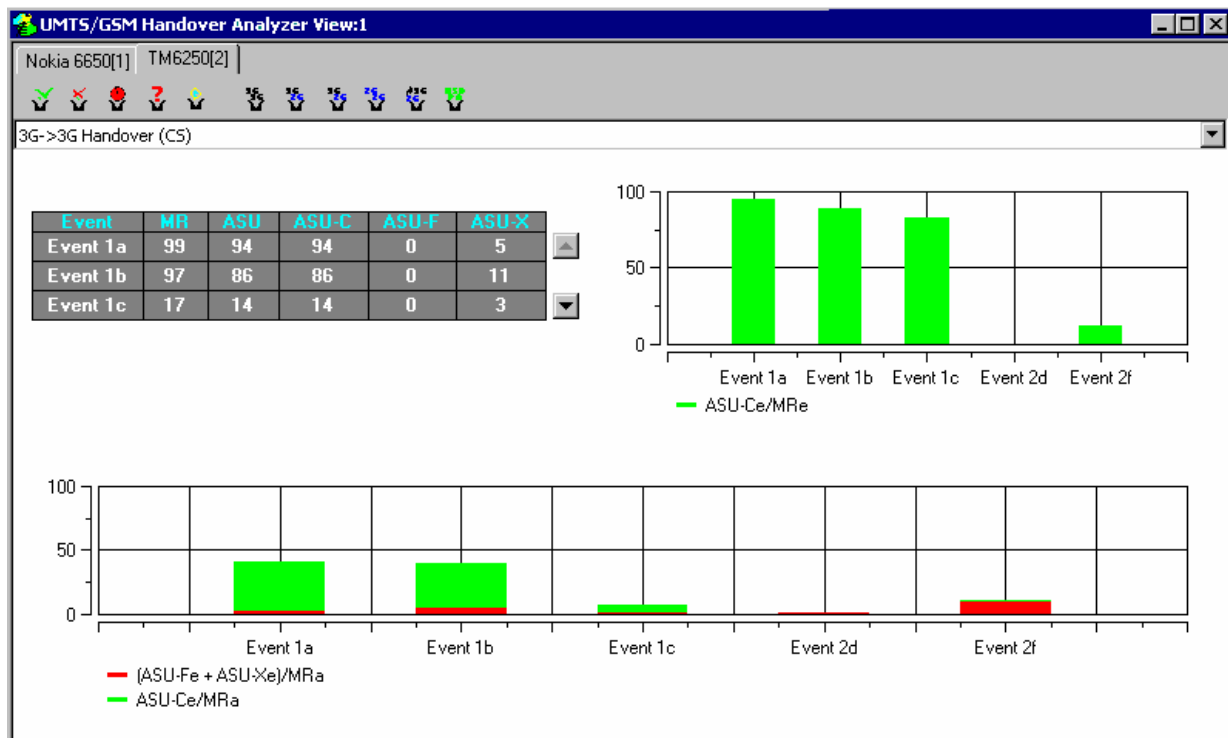 UMTS/GSM Handover Analyzer View:1
Nokia 6650[1] TM6250[2]
3G->3G Handover (CS)
Event MR ASU ASU-C ASU-F ASU-X
Event 1a 99 94 94 0 5
Event 1b 97 86 86 0 11
Event 1c 17 14 14 0 3
100
50
0
Event 1a Event 1b Event 1c Event 2d Event 2f
ASU-Ce/MRe
100
50
0
Event 1a Event 1b Event 1c Event 2d Event 2f
(ASU-Fe + ASU-Xe)/MRa
ASU-Ce/MRa